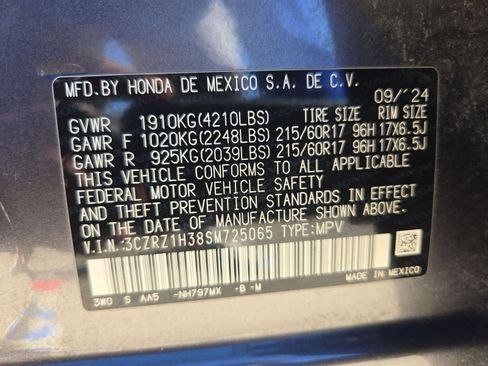 MFD.BY HONDA DE MEXICO S.A. DE C.V.
09/'24
TIRE SIZE RIM SIZE
GVWR 1910KG(4210LBS)
GAWR F 1020KG(2248LBS) 215/60R17 96H 17X6.5J
GAWR R 925KG(2039LBS) 215/60R17 96H 17X6.5J
THIS VEHICLE CONFORMS TO ALL APPLICABLE
FEDERAL MOTOR VEHICLE SAFETY
AND THEFT PREVENTION STANDARDS IN EFFECT
ON THE DATE OF MANUFACTURE SHOWN ABOVE.
V.I.N.:3CZRZ1H38SM725065 TYPE:MPV
MADE IN MEXICO
3W0 S AA5 -NH797MX -B -M